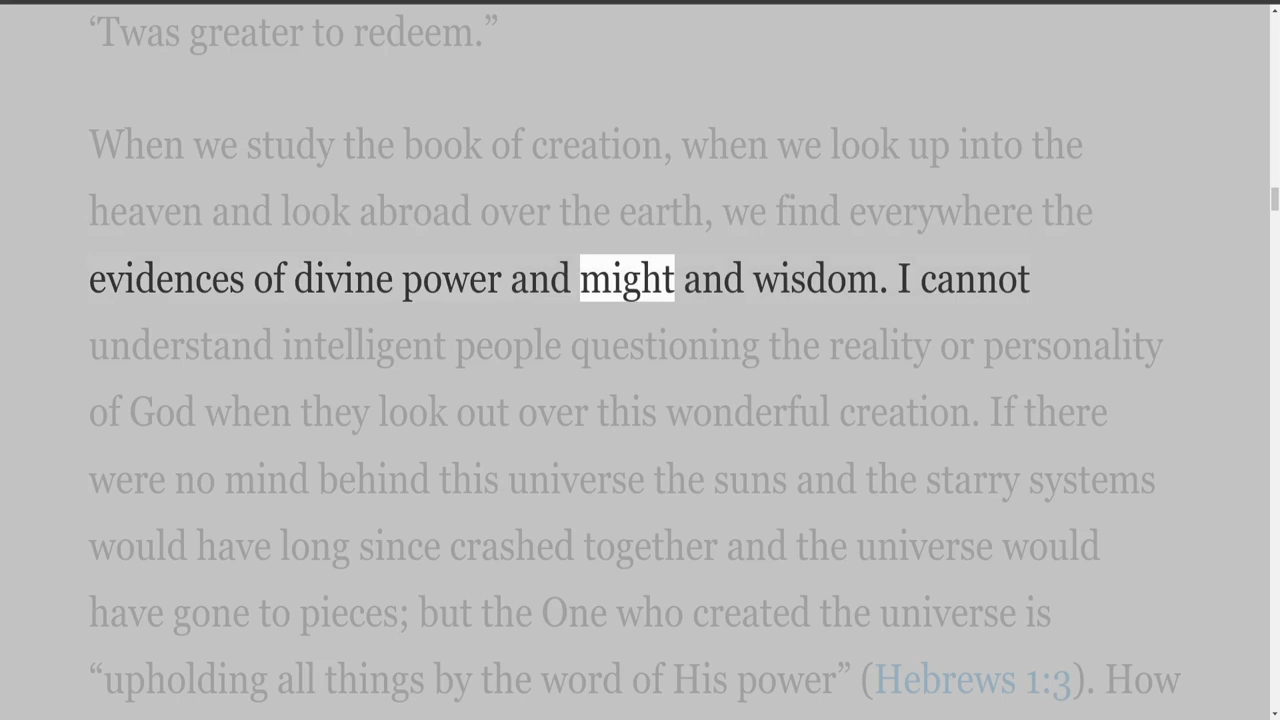 ‘Twas greater to redeem.”
When we study the book of creation, when we look up into the
heaven and look abroad over the earth, we find everywhere the
evidences of divine power and might and wisdom. I cannot
understand intelligent people questioning the reality or personality
of God when they look out over this wonderful creation. If there
were no mind behind this universe the suns and the starry systems
would have long since crashed together and the universe would
have gone to pieces; but the One who created the universe is
“upholding all things by the word of His power” (Hebrews 1:3). How